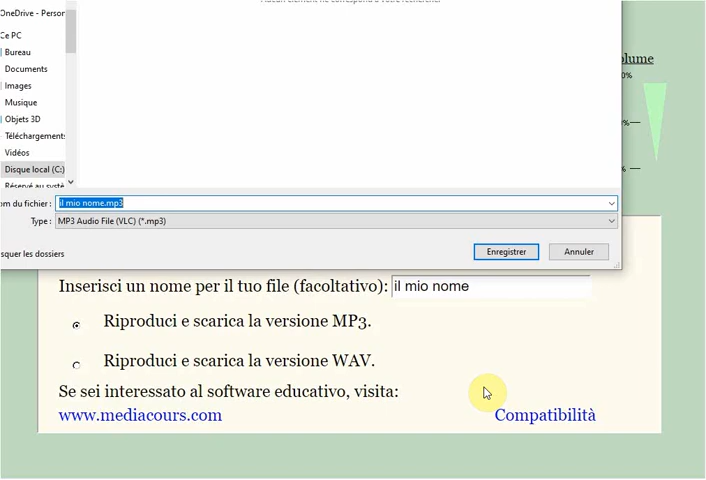 OneDrive - Person
Ce PC
Bureau
Documents
Images
Musique
Objets 3D
Téléchargements
Vidéos
Disque local (C:)
Réservé au systè
om du fichier : il mio nome.mp3
Type : MP3 Audio File (VLC) (*.mp3)
squer les dossiers
Enregistrer Annuler
olume
0%
%
%
Inserisci un nome per il tuo file (facoltativo): il mio nome
Riproduci e scarica la versione MP3.
Riproduci e scarica la versione WAV.
Se sei interessato al software educativo, visita:
www.mediacours.com Compatibilità